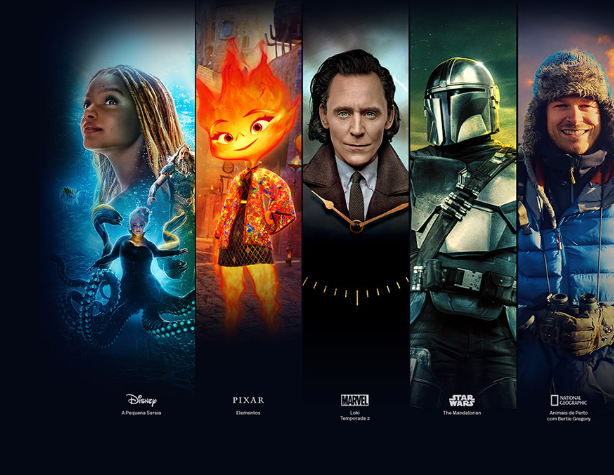 Disney
A Pequena Sereia
PIXAR
Elementos
MARVEL
Loki
Temporada 2
STAR
WARS
The Mandalorian
NATIONAL
GEOGRAPHIC
Animais de Perto
com Bertie Gregory